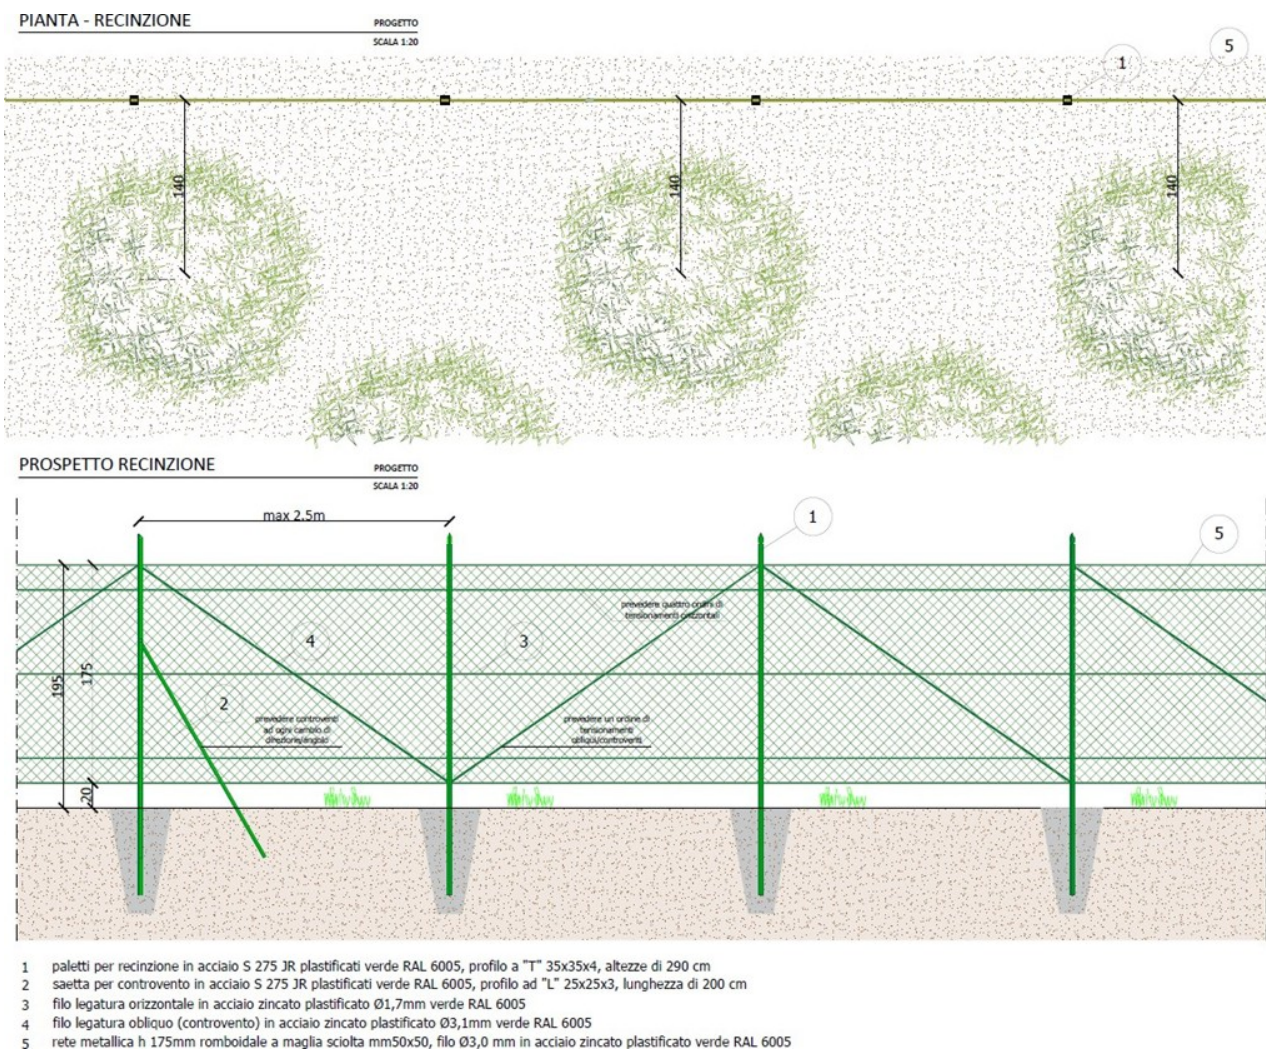 PIANTA - RECINZIONE
PROGETTO
SCALA 1:20
1
5
140
140
140
PROSPETTO RECINZIONE
PROGETTO
SCALA 1:20
max 2.5m
1
5
prevedere quattro ordini di
tensionamenti orizzontali
4
3
195
175
2
prevedere controventi
ad ogni cambio di
direzione/angolo
prevedere un ordine di
tensionamenti
obliqui/controventi
20
1 paletti per recinzione in acciaio S 275 JR plastificati verde RAL 6005, profilo a "T" 35x35x4, altezze di 290 cm
2 saetta per controvento in acciaio S 275 JR plastificati verde RAL 6005, profilo ad "L" 25x25x3, lunghezza di 200 cm
3 filo legatura orizzontale in acciaio zincato plastificato Ø1,7mm verde RAL 6005
4 filo legatura obliquo (controvento) in acciaio zincato plastificato Ø3,1mm verde RAL 6005
5 rete metallica h 175mm romboidale a maglia sciolta mm50x50, filo Ø3,0 mm in acciaio zincato plastificato verde RAL 6005